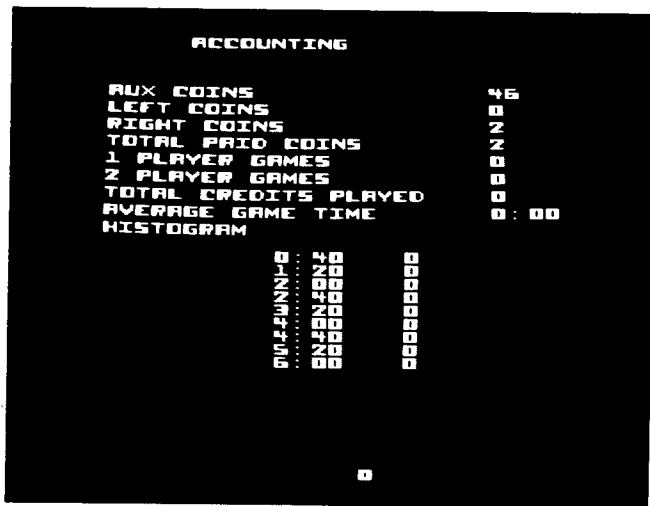 ACCOUNTING
AUX COINS 46
LEFT COINS 0
RIGHT COINS 2
TOTAL PAID COINS 2
1 PLAYER GAMES 0
2 PLAYER GAMES 0
TOTAL CREDITS PLAYED 0
AVERAGE GAME TIME 0:00
HISTOGRAM
0:40 0
1:20 0
2:00 0
2:40 0
3:20 0
4:00 0
4:40 0
5:20 0
6:00 0
0